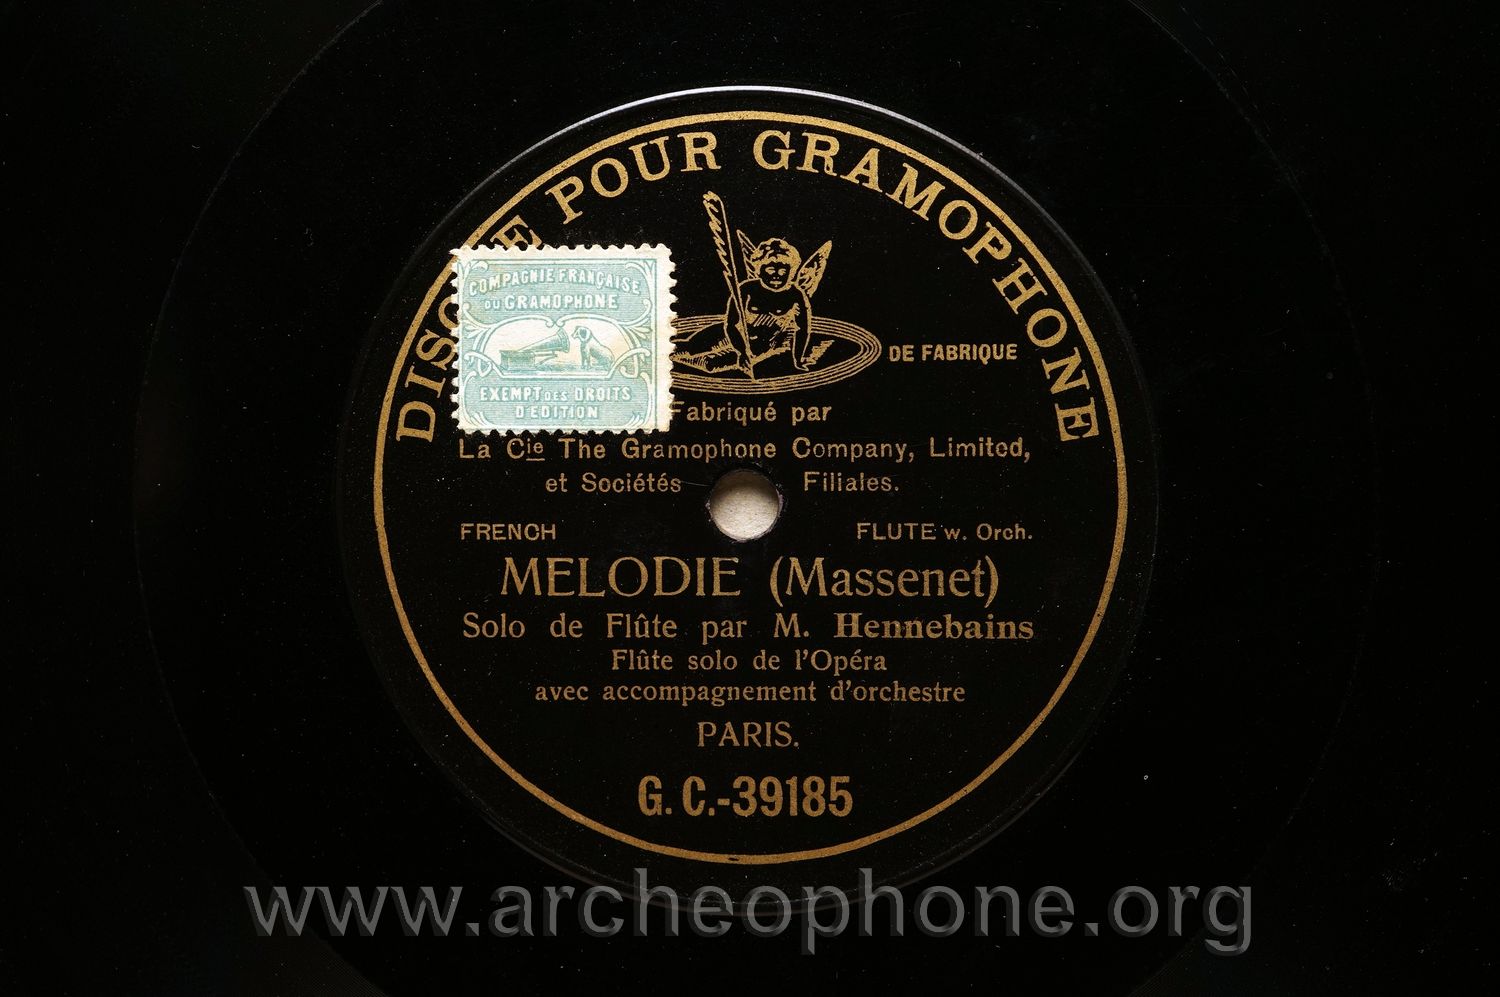 DISQUE POUR GRAMOPHONE
COMPAGNIE FRANÇAISE
DU GRAMOPHONE
EXEMPT DES DROITS
D'EDITION
DE FABRIQUE
Fabriqué par
La Cie The Gramophone Company, Limited,
et Sociétés Filiales.
FRENCH FLUTE w. Orch.
MELODIE (Massenet)
Solo de Flûte par M. Hennebains
Flûte solo de l'Opéra
avec accompagnement d'orchestre
PARIS.
G. C.-39185
www.archeophone.org